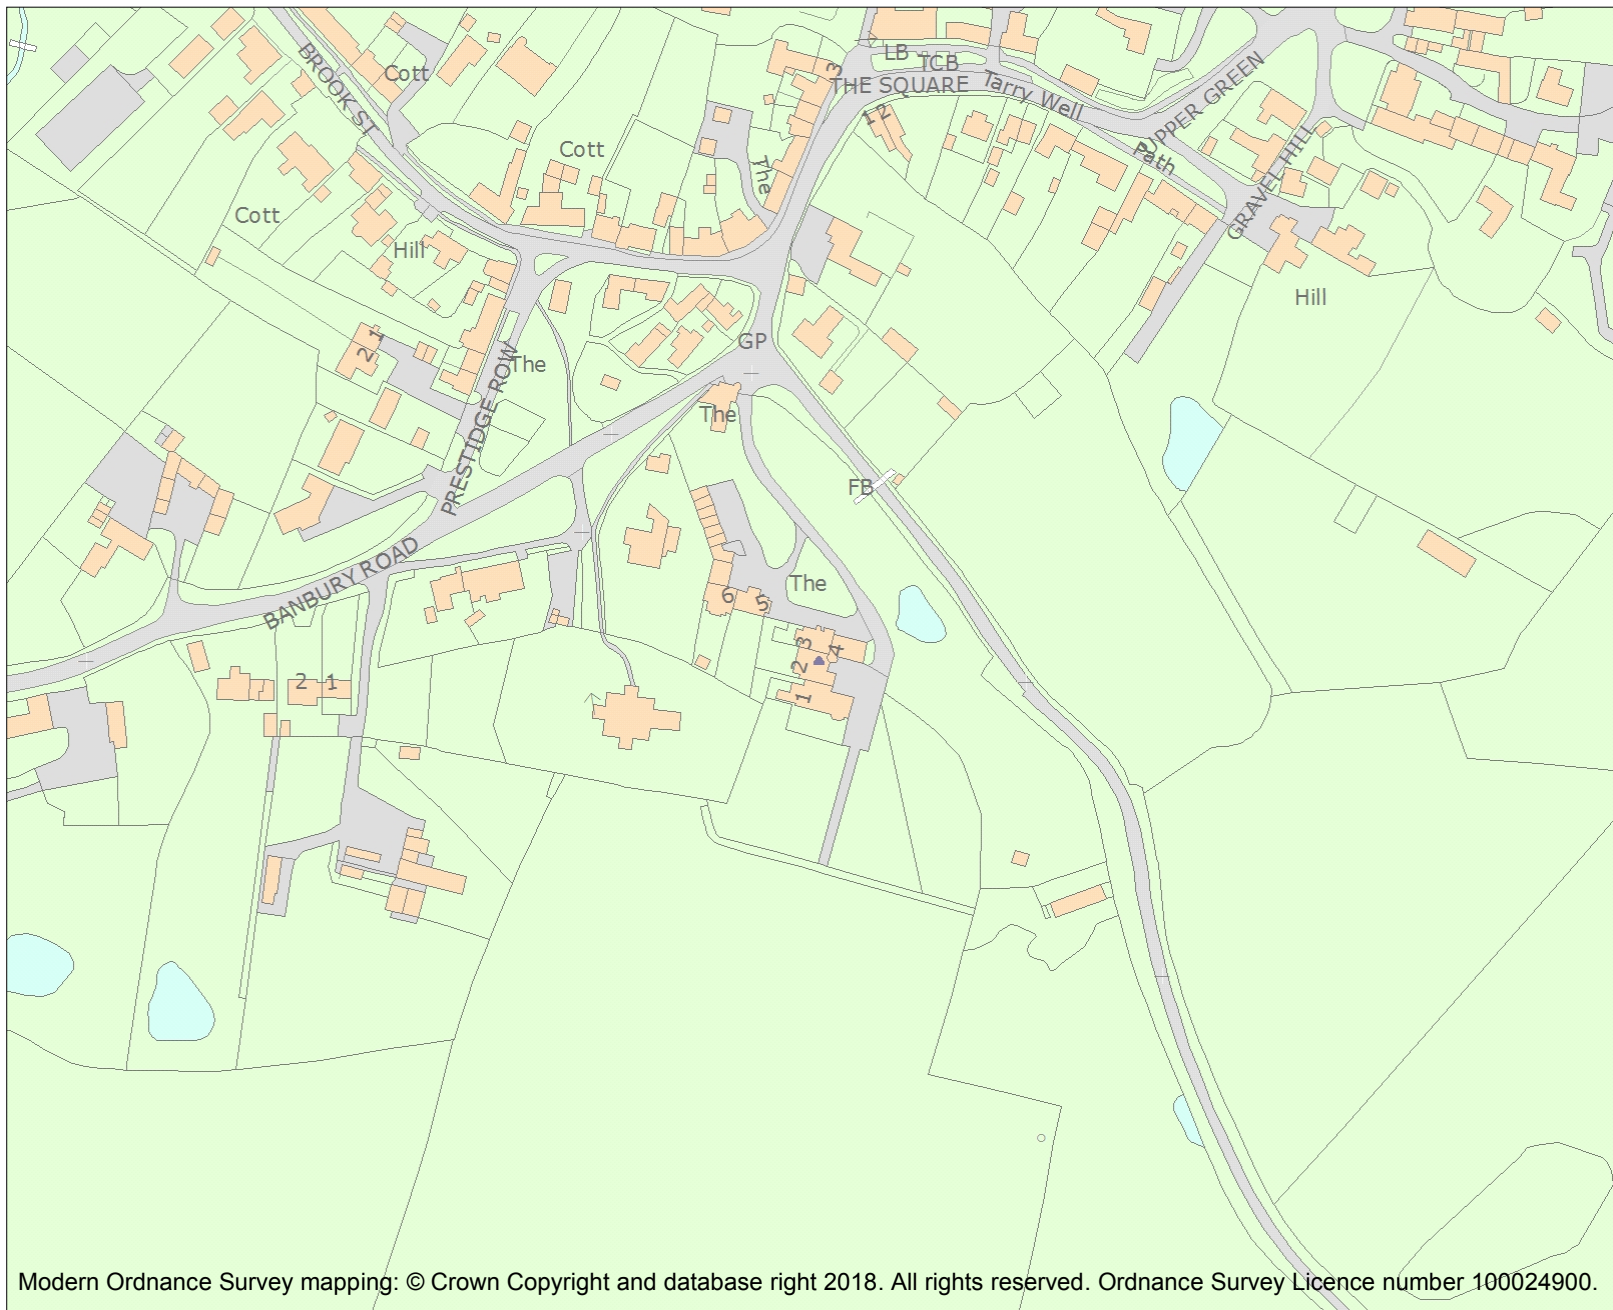 BROOK ST
Cott
LB
TCB
3
THE SQUARE
Tarry Well
UPPER GREEN
1 2
Cott
The
Path
GRAVEL HILL
Cott
Hill
Hill
2 1
GP
The
PRESTIDGE ROW
The
FB
BANBURY ROAD
The
6
5
3
4
2
1
2 1
Modern Ordnance Survey mapping: © Crown Copyright and database right 2018. All rights reserved. Ordnance Survey Licence number 100024900.